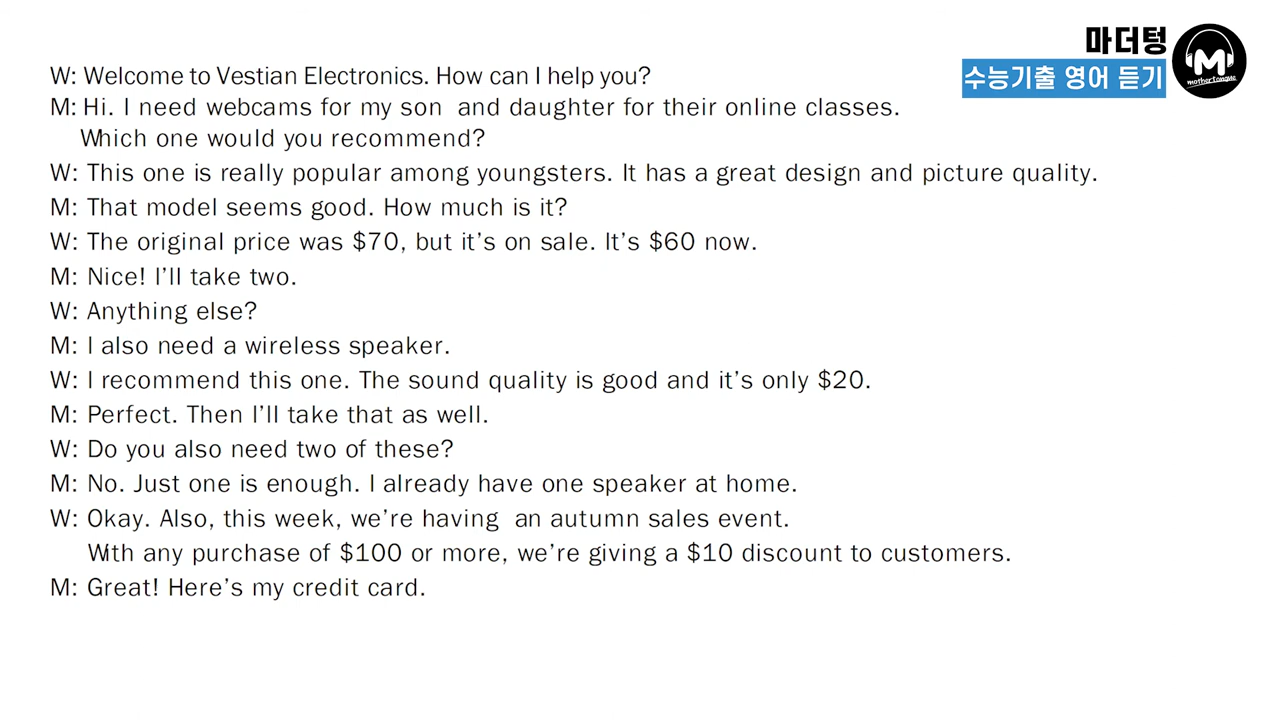 마더텅
수능기출 영어 듣기
M
mothertongue
W: Welcome to Vestian Electronics. How can I help you?
M: Hi. I need webcams for my son and daughter for their online classes.
Which one would you recommend?
W: This one is really popular among youngsters. It has a great design and picture quality.
M: That model seems good. How much is it?
W: The original price was $70, but it's on sale. It's $60 now.
M: Nice! I'll take two.
W: Anything else?
M: I also need a wireless speaker.
W: I recommend this one. The sound quality is good and it's only $20.
M: Perfect. Then I'll take that as well.
W: Do you also need two of these?
M: No. Just one is enough. I already have one speaker at home.
W: Okay. Also, this week, we're having an autumn sales event.
With any purchase of $100 or more, we're giving a $10 discount to customers.
M: Great! Here's my credit card.